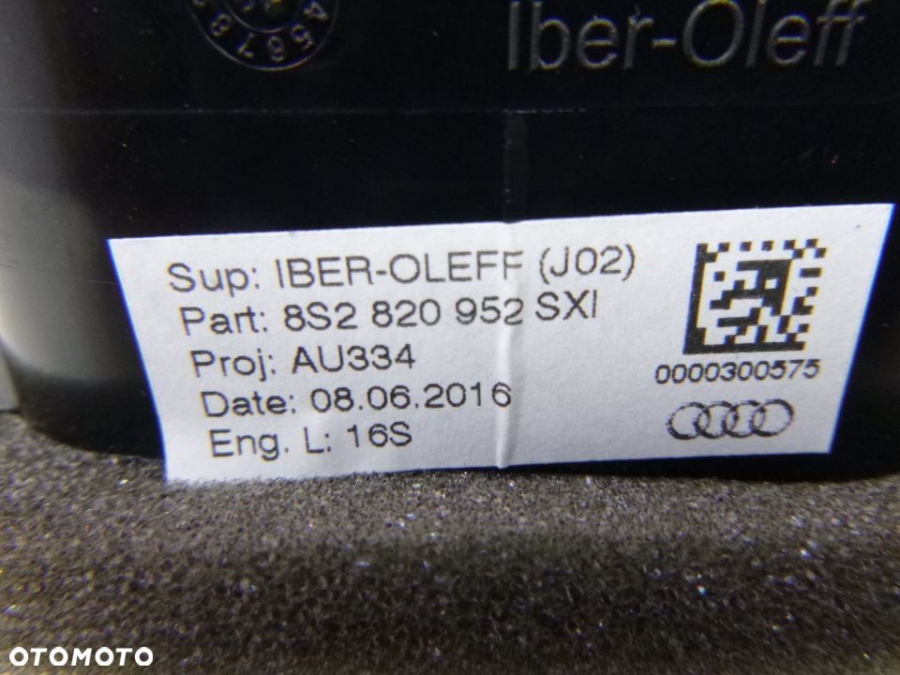 Iber-Oleff
Sup: IBER-OLEFF (J02)
Part: 8S2 820 952 SXI
Proj: AU334
Date: 08.06.2016
Eng. L: 16S
0000300575
OTOMOTO